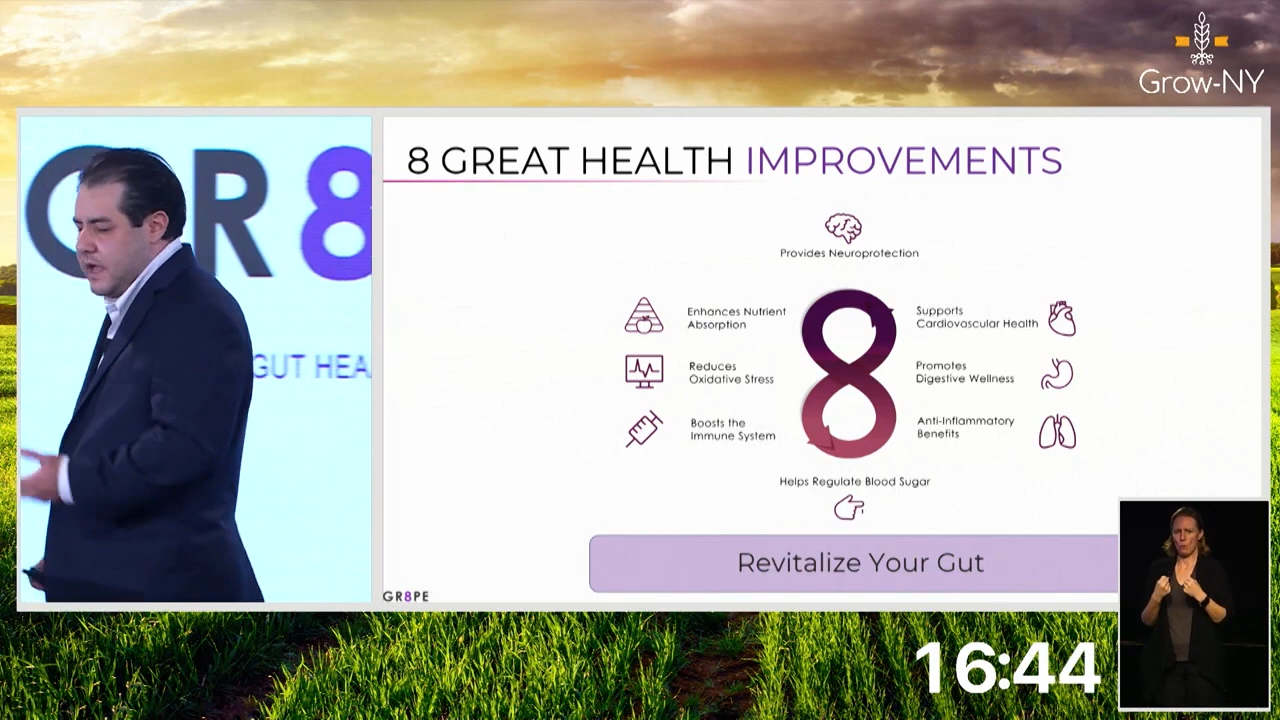 Grow-NY
GR8
GUT HEA
8 GREAT HEALTH IMPROVEMENTS
Provides Neuroprotection
Enhances Nutrient
Absorption
Reduces
Oxidative Stress
Boosts the
Immune System
Supports
Cardiovascular Health
Promotes
Digestive Wellness
Anti-Inflammatory
Benefits
Helps Regulate Blood Sugar
Revitalize Your Gut
GR8PE
16:44